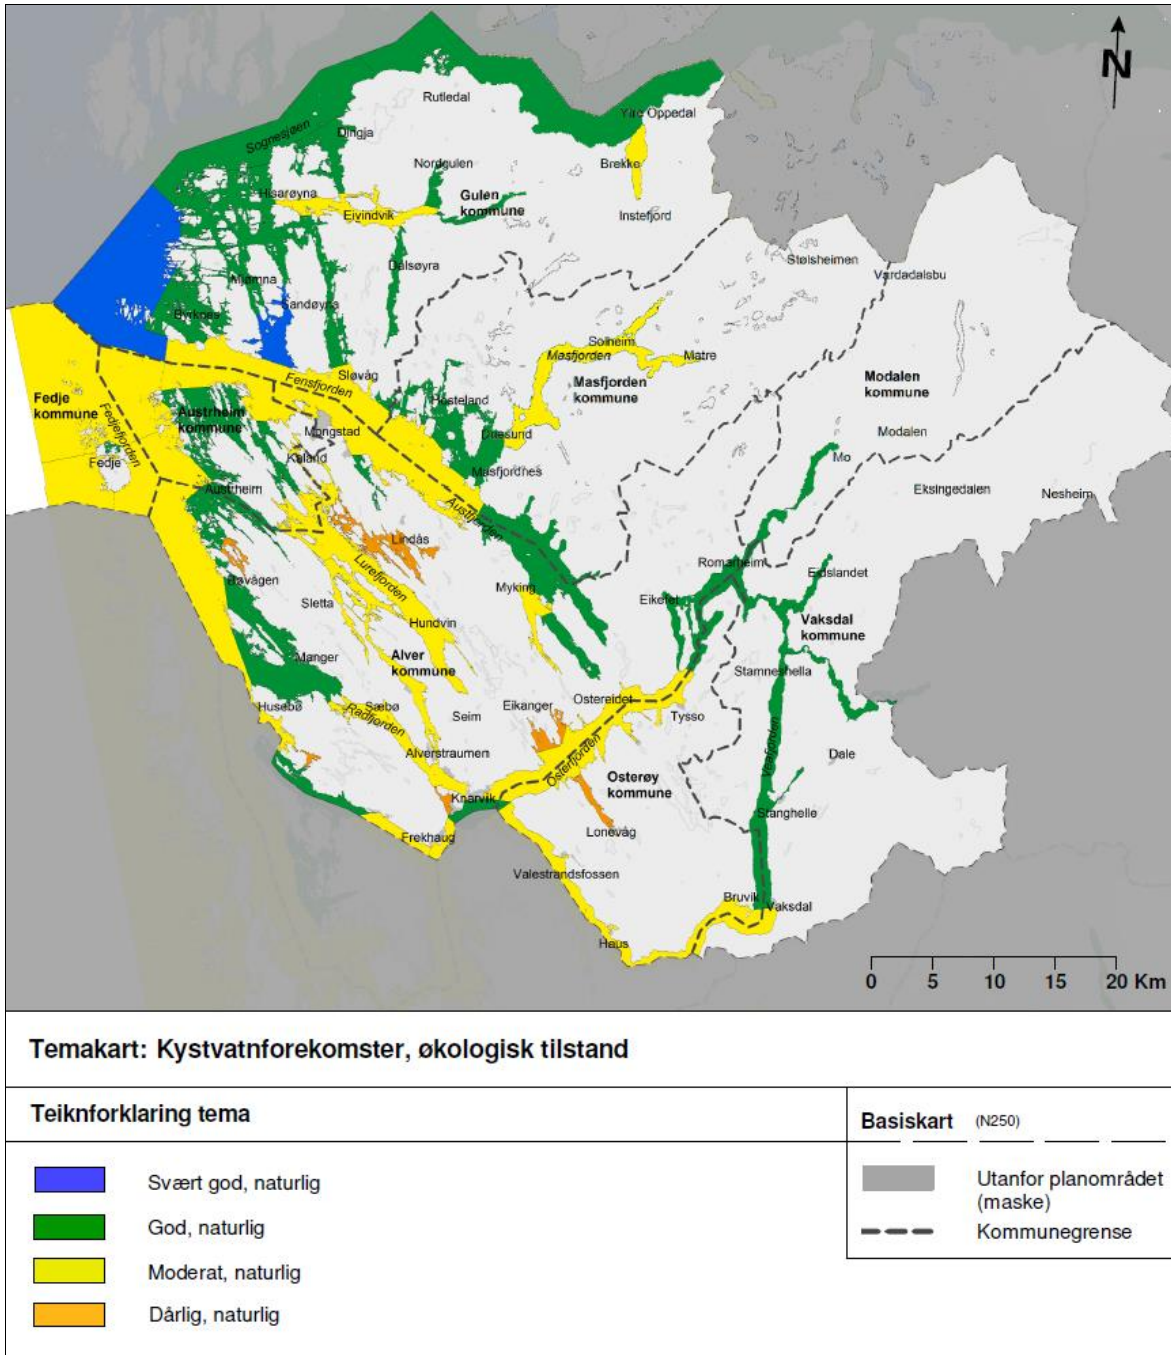 N
Rutledal
Ytre Oppedal
Sognesjøen
Dingja
Nordgulen
Brekke
Hisarøyna
Eivindvik
Gulen
kommune
Instefjord
Dalsøyra
Stølsheimen
Vardadalsbu
Mjømna
Sandøyna
Byrknes
Solheim
Masfjorden
Matre
Fensfjorden
Sløvåg
Masfjorden
kommune
Modalen
kommune
Fedje
kommune
Fedjefjorden
Austrheim
kommune
Hosteland
Mongstad
Duesund
Modalen
Fedje
Kaland
Masfjordnes
Mo
Austrheim
Eksingedalen
Nesheim
Austfjorden
Lindås
Romarheim
Eidslandet
Bøvågen
Lurefjorden
Myking
Eikefet
Sletta
Hundvin
Vaksdal
kommune
Manger
Alver
kommune
Stamneshella
Husebø
Sæbø
Radfjorden
Seim
Eikanger
Ostereidet
Tysso
Alverstraumen
Osterfjorden
Veafjorden
Dale
Knarvik
Osterøy
kommune
Stanghelle
Frekhaug
Lonevåg
Valestrandsfossen
Bruvik
Vaksdal
Haus
0 5 10 15 20 Km
Temakart: Kystvatnforekomster, økologisk tilstand
Teiknforklaring tema
Svært god, naturlig
God, naturlig
Moderat, naturlig
Dårlig, naturlig
Basiskart (N250)
Utanfor planområdet
(maske)
Kommunegrense